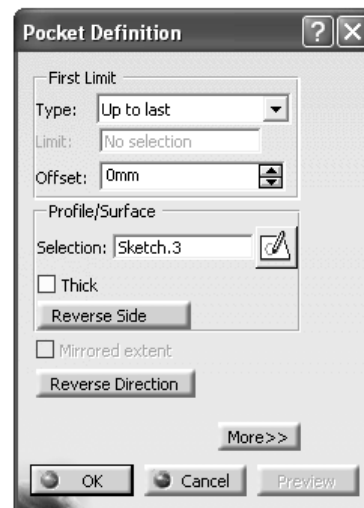 Pocket Definition
First Limit
Type: Up to last
Limit: No selection
Offset: 0mm
Profile/Surface
Selection: Sketch.3
Thick
Reverse Side
Mirrored extent
Reverse Direction
More>>
OK Cancel Preview